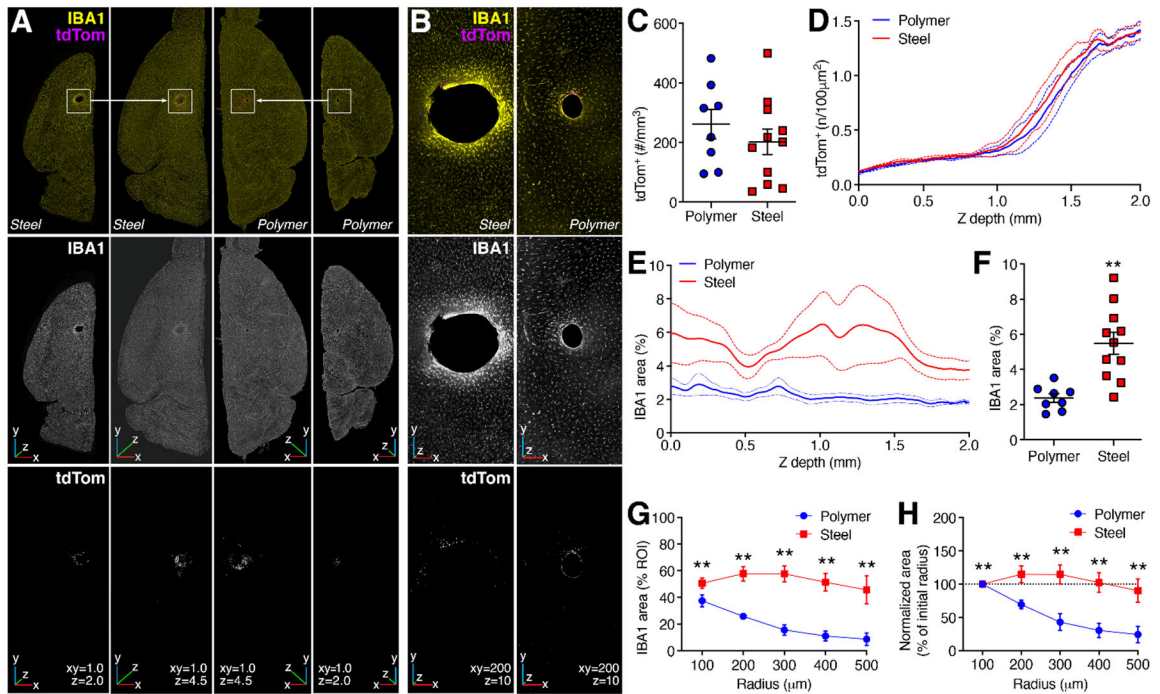 A
IBA1
tdTom
Steel
Steel
Polymer
Polymer
IBA1
y
z
x
y
z
x
y
z
x
y
z
x
tdTom
y
z
x
xy=1.0
z=2.0
y
z
x
xy=1.0
z=4.5
y
z
x
xy=1.0
z=4.5
y
z
x
xy=1.0
z=2.0
B
IBA1
tdTom
Steel
Polymer
IBA1
y
z
x
y
z
x
tdTom
y
z
x
xy=200
z=10
y
z
x
xy=200
z=10
C
tdTom⁺ (#/mm³)
600
400
200
0
Polymer
Steel
D
Polymer
Steel
tdTom⁺ (n/100μm²)
1.5
1.0
0.5
0.0
0.0
0.5
1.0
1.5
2.0
Z depth (mm)
E
Polymer
Steel
IBA1 area (%)
10
8
6
4
2
0
0.0
0.5
1.0
1.5
2.0
Z depth (mm)
F
**
IBA1 area (%)
10
8
6
4
2
0
Polymer
Steel
G
Polymer
Steel
IBA1 area (% ROI)
100
80
60
40
20
0
** ** ** ** **
100 200 300 400 500
Radius (μm)
H
Polymer
Steel
Normalized area
(% of initial radius)
200
150
100
50
0
** ** ** ** **
100 200 300 400 500
Radius (μm)